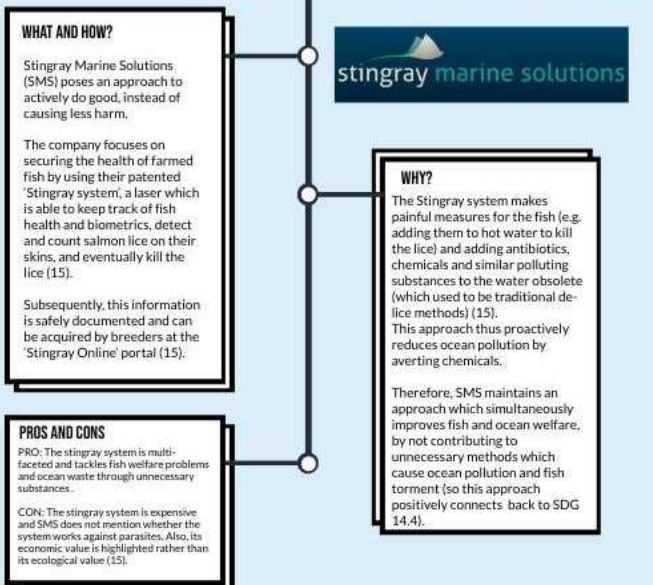 WHAT AND HOW?
Stingray Marine Solutions
(SMS) poses an approach to
actively do good, instead of
causing less harm.
The company focuses on
securing the health of farmed
fish by using their patented
‘Stingray system’, a laser which
is able to keep track of fish
health and biometrics, detect
and count salmon lice on their
skins, and eventually kill the
lice (15).
Subsequently, this information
is safely documented and can
be acquired by breeders at the
‘Stingray Online’ portal (15).
stingray marine solutions
WHY?
The Stingray system makes
painful measures for the fish (e.g.
adding them to hot water to kill
the lice) and adding antibiotics,
chemicals and similar polluting
substances to the water obsolete
(which used to be traditional de-
lice methods) (15).
This approach thus proactively
reduces ocean pollution by
averting chemicals.
Therefore, SMS maintains an
approach which simultaneously
improves fish and ocean welfare,
by not contributing to
unnecessary methods which
cause ocean pollution and fish
torment (so this approach
positively connects back to SDG
14.4).
PROS AND CONS
PRO: The stingray system is multi-
faceted and tackles fish welfare problems
and ocean waste through unnecessary
substances.
CON: The stingray system is expensive
and SMS does not mention whether the
system works against parasites. Also, its
economic value is highlighted rather than
its ecological value (15).